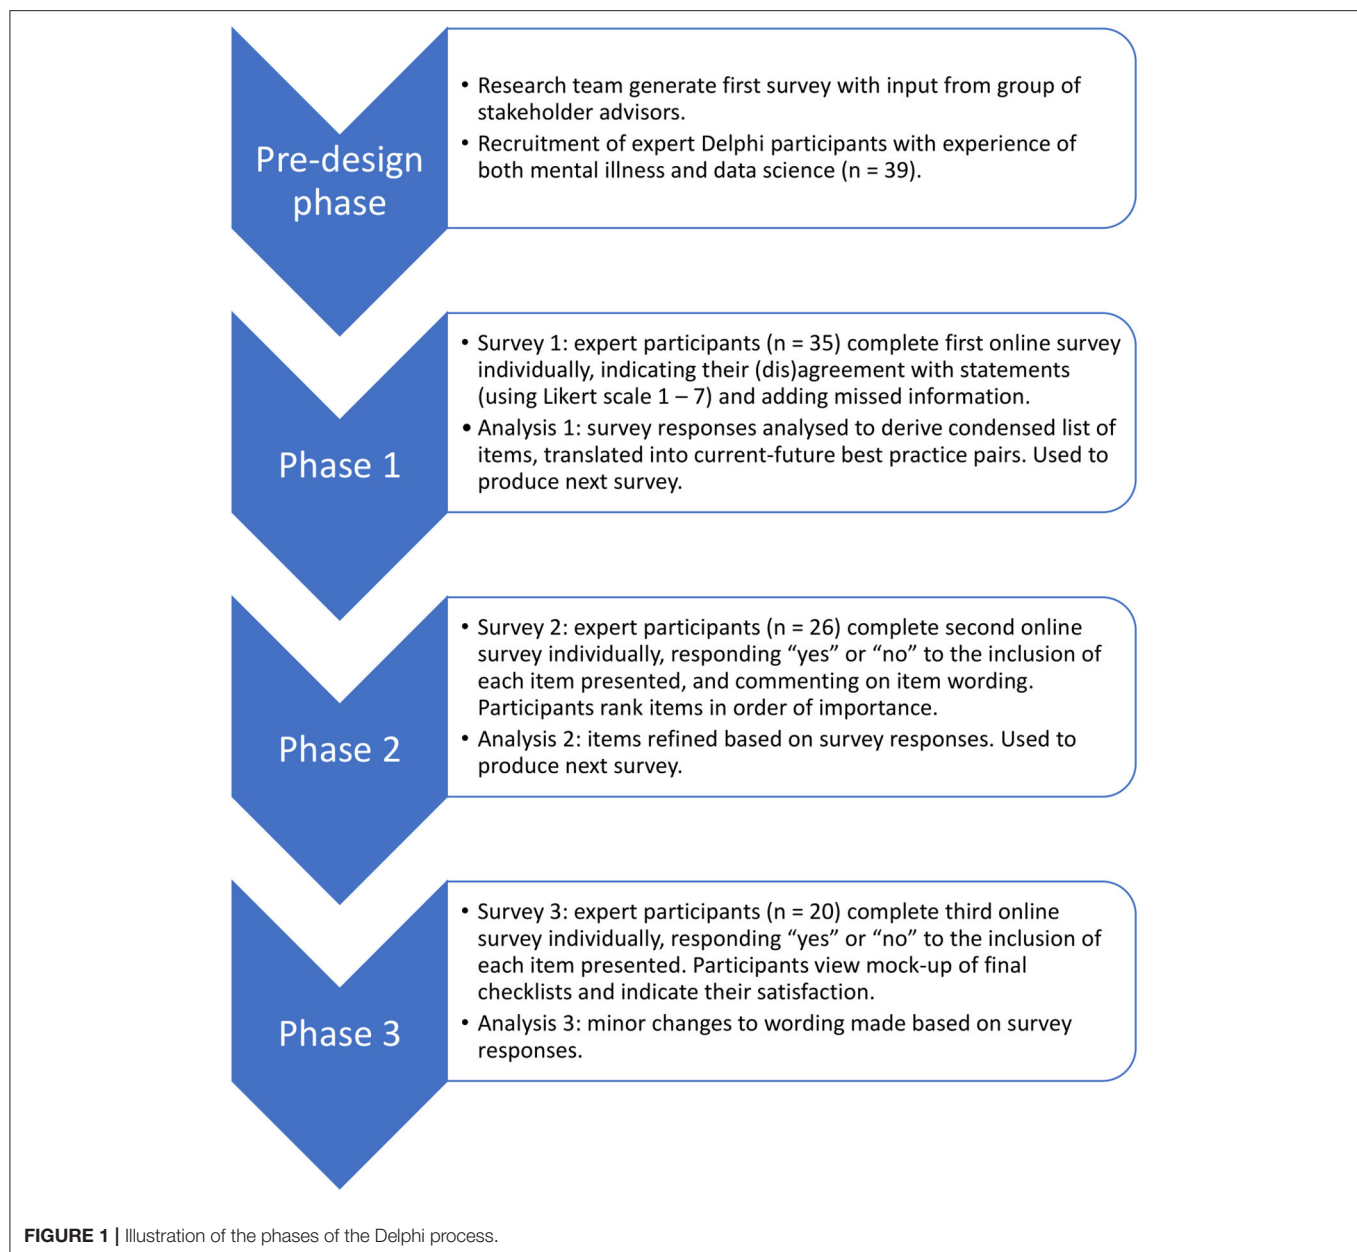 Pre-design
phase
• Research team generate first survey with input from group of
stakeholder advisors.
• Recruitment of expert Delphi participants with experience of
both mental illness and data science (n = 39).
Phase 1
• Survey 1: expert participants (n = 35) complete first online survey
individually, indicating their (dis)agreement with statements
(using Likert scale 1 – 7) and adding missed information.
• Analysis 1: survey responses analysed to derive condensed list of
items, translated into current-future best practice pairs. Used to
produce next survey.
Phase 2
• Survey 2: expert participants (n = 26) complete second online
survey individually, responding “yes” or “no” to the inclusion of
each item presented, and commenting on item wording.
Participants rank items in order of importance.
• Analysis 2: items refined based on survey responses. Used to
produce next survey.
Phase 3
• Survey 3: expert participants (n = 20) complete third online
survey individually, responding “yes” or “no” to the inclusion of
each item presented. Participants view mock-up of final
checklists and indicate their satisfaction.
• Analysis 3: minor changes to wording made based on survey
responses.
FIGURE 1 | Illustration of the phases of the Delphi process.